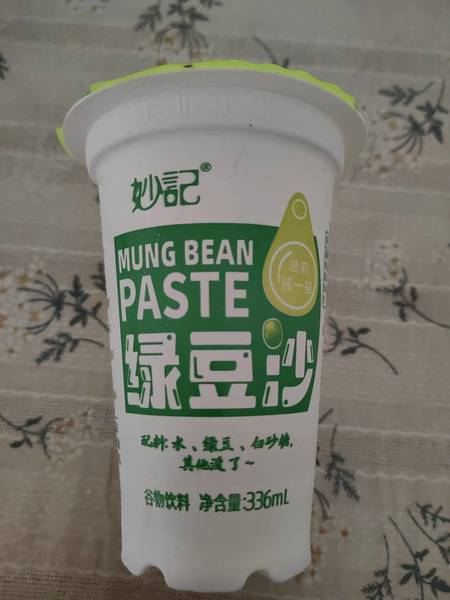 妙記®
MUNG BEAN
PASTE
喝前
摇一摇
绿豆沙
配料:水、绿豆、白砂糖,
其他没了~
谷物饮料 净含量:336mL